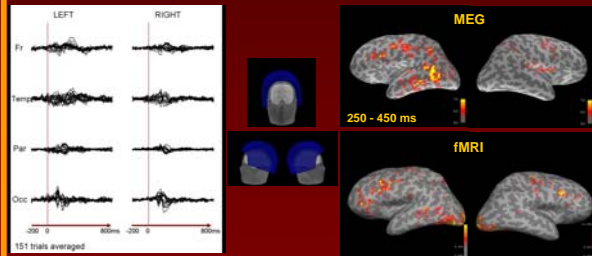 LEFT RIGHT
Fr
Temp
Par
Occ
-200 0 800ms -200 0 800ms
151 trials averaged
MEG
250 - 450 ms
fMRI